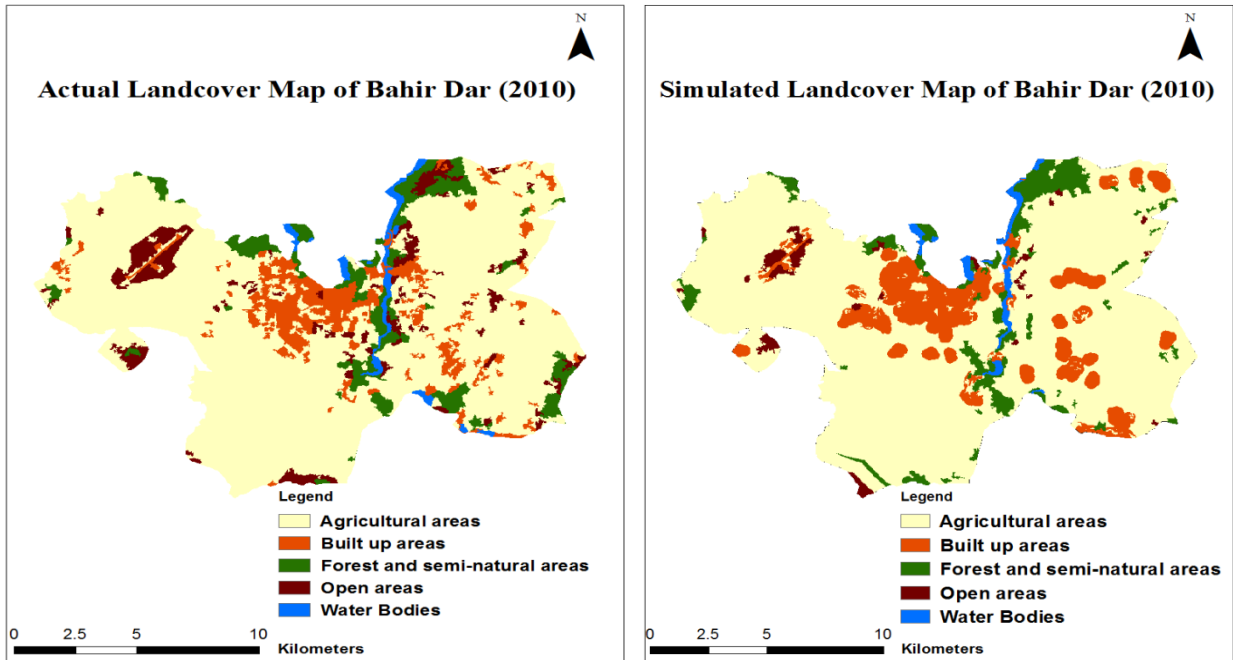 N
Actual Landcover Map of Bahir Dar (2010)
Legend
Agricultural areas
Built up areas
Forest and semi-natural areas
Open areas
Water Bodies
0 2.5 5 10
Kilometers
N
Simulated Landcover Map of Bahir Dar (2010)
Legend
Agricultural areas
Built up areas
Forest and semi-natural areas
Open areas
Water Bodies
0 2.5 5 10
Kilometers